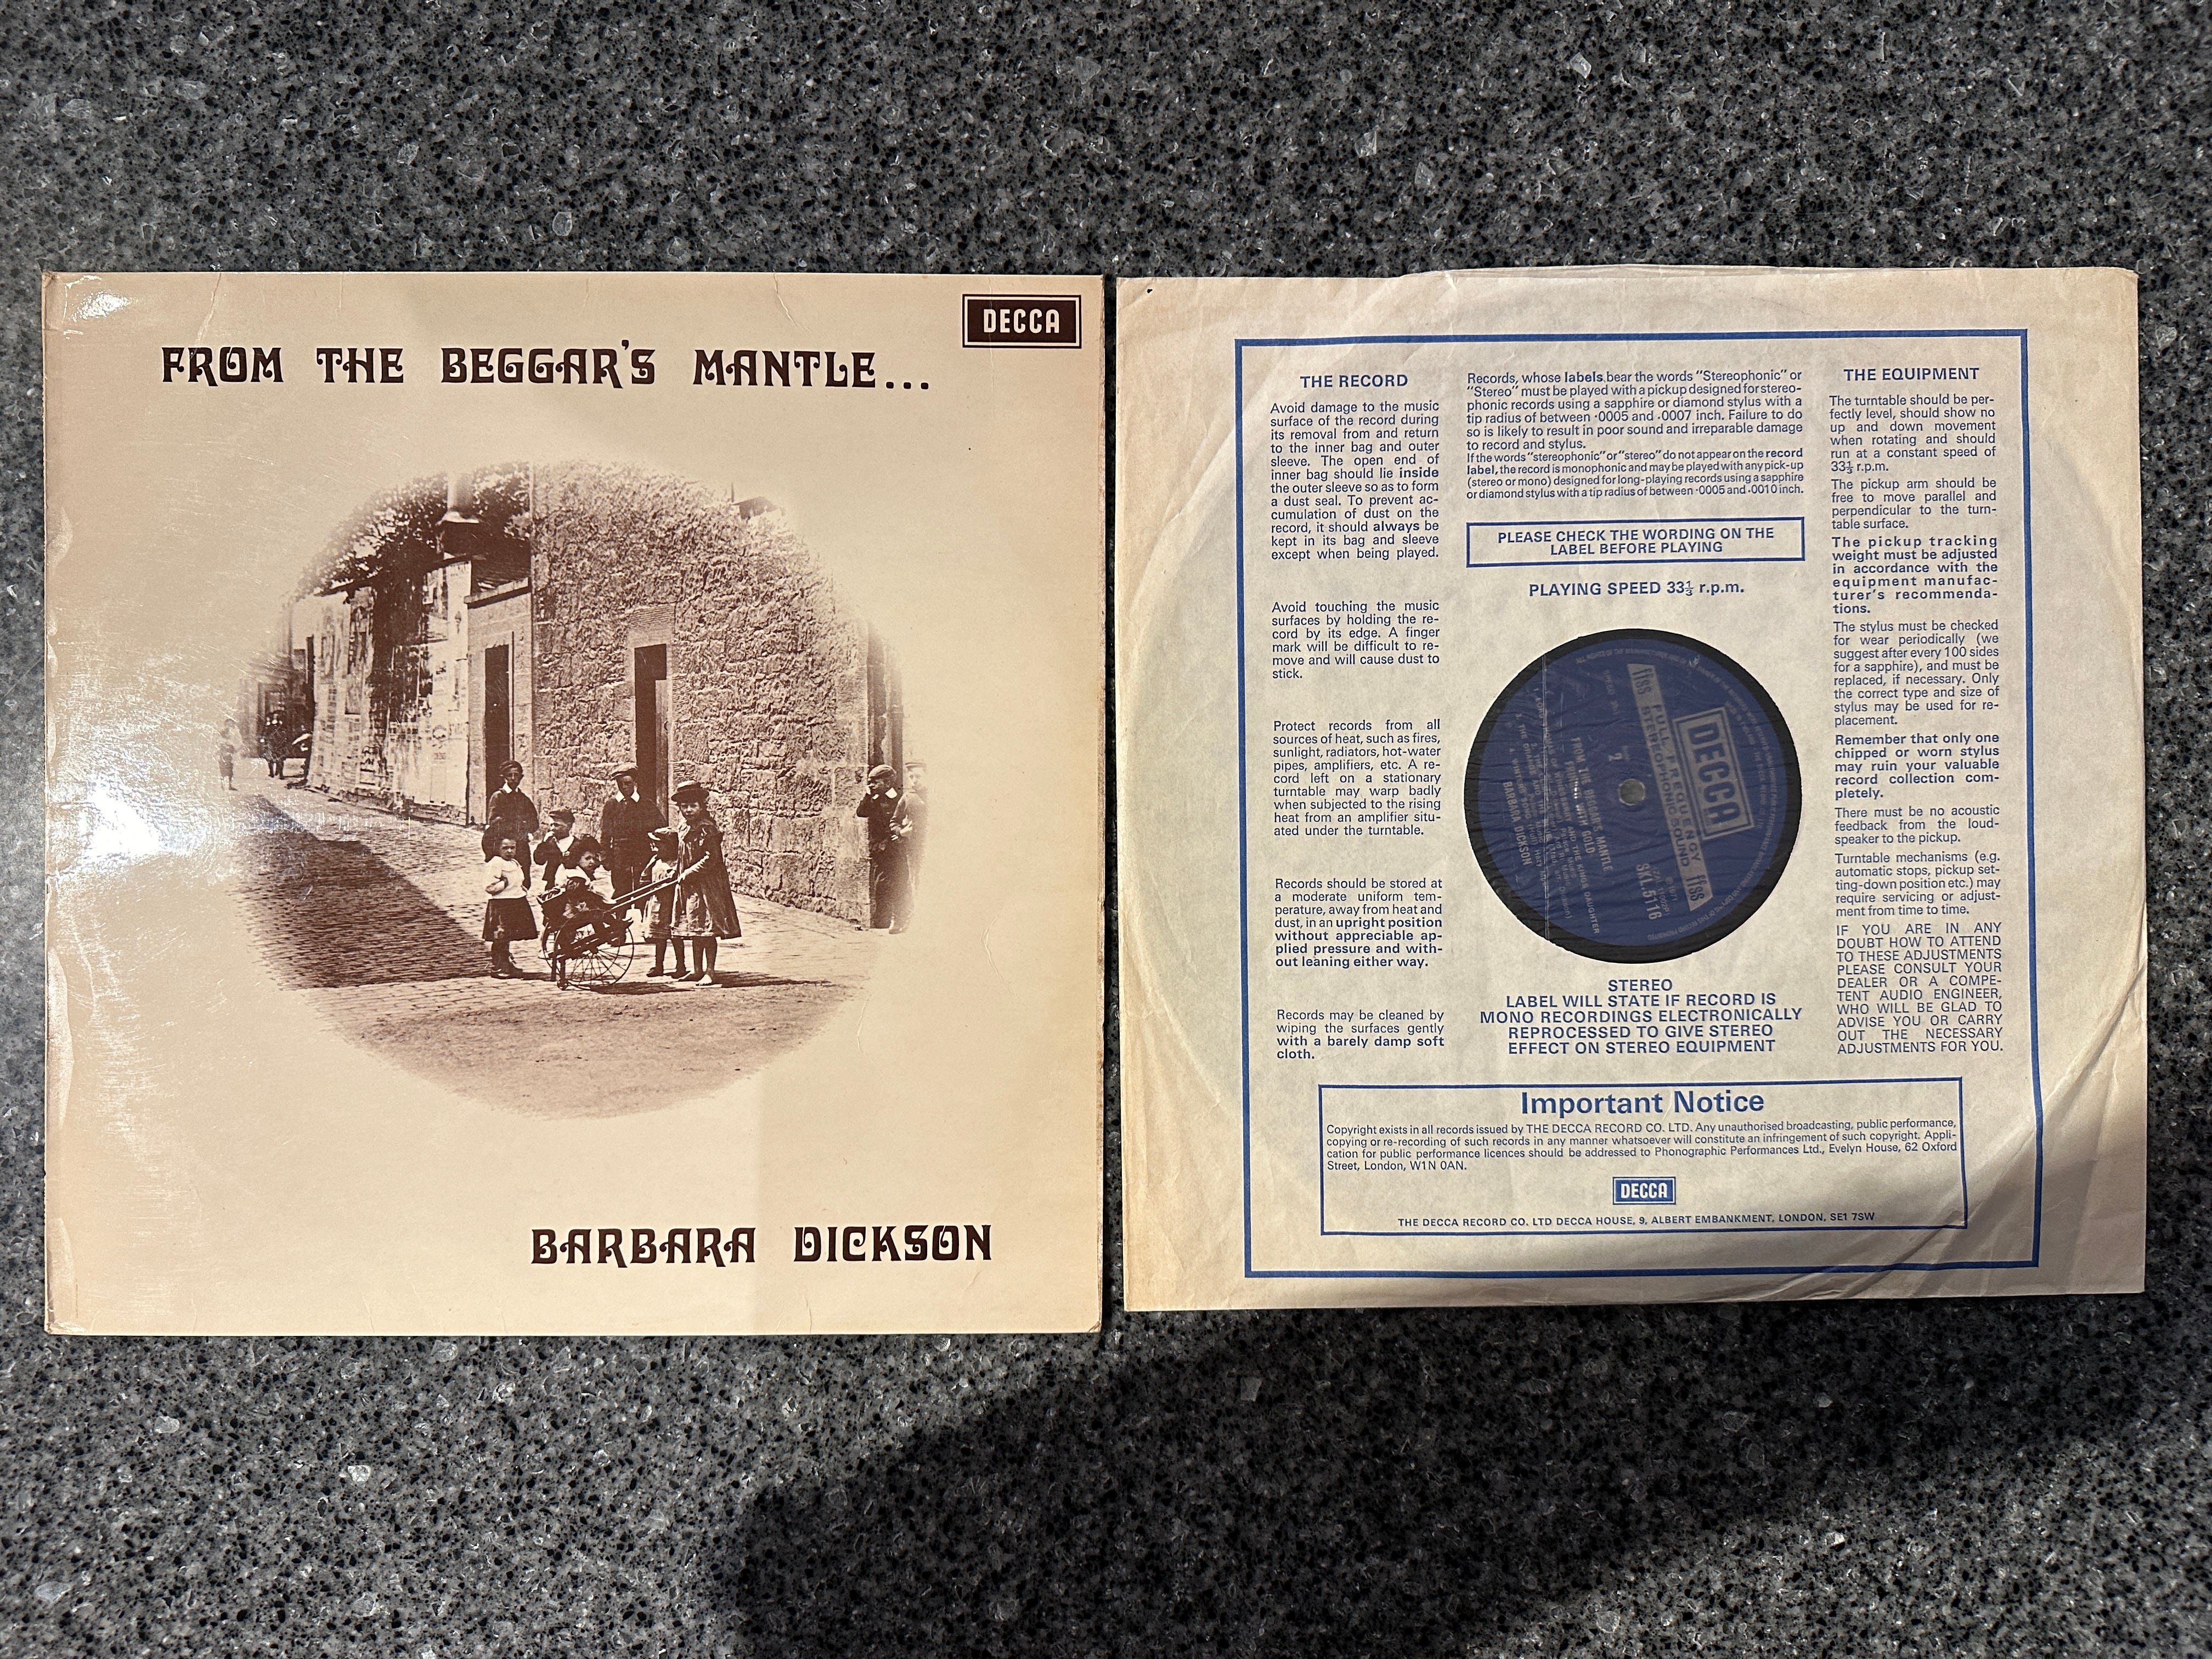 DECCA
FROM THE BEGGAR'S MANTLE...
BARBARA DICKSON
THE RECORD
Avoid damage to the music
surface of the record during
its removal from and return
to the inner bag and outer
sleeve. The open end of
inner bag should lie inside
the outer sleeve so as to form
a dust seal. To prevent ac-
cumulation of dust on the
record, it should always be
kept in its bag and sleeve
except when being played.
Avoid touching the music
surfaces by holding the re-
cord by its edge. A finger
mark will be difficult to re-
move and will cause dust to
stick.
Protect records from all
sources of heat, such as fires,
sunlight, radiators, hot-water
pipes, amplifiers, etc. A re-
cord left on a stationary
turntable may warp badly
when subjected to the rising
heat from an amplifier situ-
ated under the turntable.
Records should be stored at
a moderate uniform tem-
perature, away from heat and
dust, in an upright position
without appreciable ap-
plied pressure and with-
out leaning either way.
Records may be cleaned by
wiping the surfaces gently
with a barely damp soft
cloth.
Records, whose labels bear the words "Stereophonic" or
"Stereo" must be played with a pickup designed for stereo-
phonic records using a sapphire or diamond stylus with a
tip radius of between ·0005 and ·0007 inch. Failure to do
so is likely to result in poor sound and irreparable damage
to record and stylus.
If the words "stereophonic" or "stereo" do not appear on the record
label, the record is monophonic and may be played with any pick-up
(stereo or mono) designed for long-playing records using a sapphire
or diamond stylus with a tip radius of between ·0005 and ·0010 inch.
PLEASE CHECK THE WORDING ON THE
LABEL BEFORE PLAYING
PLAYING SPEED 33⅓ r.p.m.
DECCA
ffss FULL FREQUENCY ffss
STEREOPHONIC SOUND
2
SKL 5116
FROM THE BEGGAR'S MANTLE
BARBARA DICKSON
STEREO
LABEL WILL STATE IF RECORD IS
MONO RECORDINGS ELECTRONICALLY
REPROCESSED TO GIVE STEREO
EFFECT ON STEREO EQUIPMENT
THE EQUIPMENT
The turntable should be per-
fectly level, should show no
up and down movement
when rotating and should
run at a constant speed of
33⅓ r.p.m.
The pickup arm should be
free to move parallel and
perpendicular to the turn-
table surface.
The pickup tracking
weight must be adjusted
in accordance with the
equipment manufac-
turer's recommenda-
tions.
The stylus must be checked
for wear periodically (we
suggest after every 100 sides
for a sapphire), and must be
replaced, if necessary. Only
the correct type and size of
stylus may be used for re-
placement.
Remember that only one
chipped or worn stylus
may ruin your valuable
record collection com-
pletely.
There must be no acoustic
feedback from the loud-
speaker to the pickup.
Turntable mechanisms (e.g.
automatic stops, pickup set-
ting-down position etc.) may
require servicing or adjust-
ment from time to time.
IF YOU ARE IN ANY
DOUBT HOW TO ATTEND
TO THESE ADJUSTMENTS
PLEASE CONSULT YOUR
DEALER OR A COMPE-
TENT AUDIO ENGINEER,
WHO WILL BE GLAD TO
ADVISE YOU OR CARRY
OUT THE NECESSARY
ADJUSTMENTS FOR YOU.
Important Notice
Copyright exists in all records issued by THE DECCA RECORD CO. LTD. Any unauthorised broadcasting, public performance,
copying or re-recording of such records in any manner whatsoever will constitute an infringement of such copyright. Appli-
cation for public performance licences should be addressed to Phonographic Performances Ltd., Evelyn House, 62 Oxford
Street, London, W1N 0AN.
DECCA
THE DECCA RECORD CO. LTD DECCA HOUSE, 9, ALBERT EMBANKMENT, LONDON, SE1 7SW